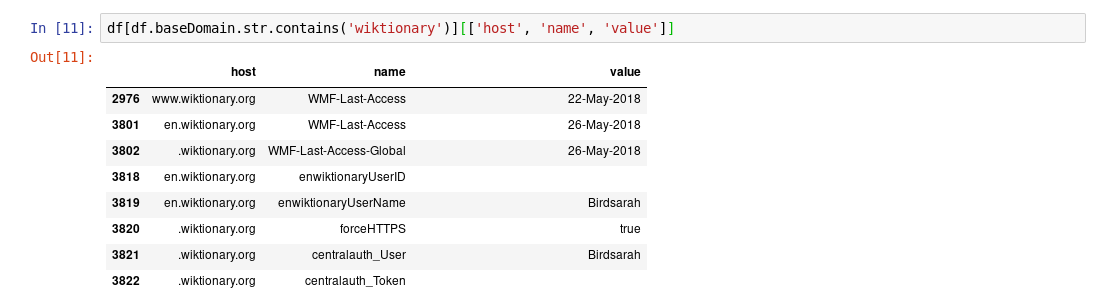 In [11]: df[df.baseDomain.str.contains('wiktionary')][['host', 'name', 'value']]
Out[11]:
host name value
2976 www.wiktionary.org WMF-Last-Access 22-May-2018
3801 en.wiktionary.org WMF-Last-Access 26-May-2018
3802 .wiktionary.org WMF-Last-Access-Global 26-May-2018
3818 en.wiktionary.org enwiktionaryUserID
3819 en.wiktionary.org enwiktionaryUserName Birdsarah
3820 .wiktionary.org forceHTTPS true
3821 .wiktionary.org centralauth_User Birdsarah
3822 .wiktionary.org centralauth_Token